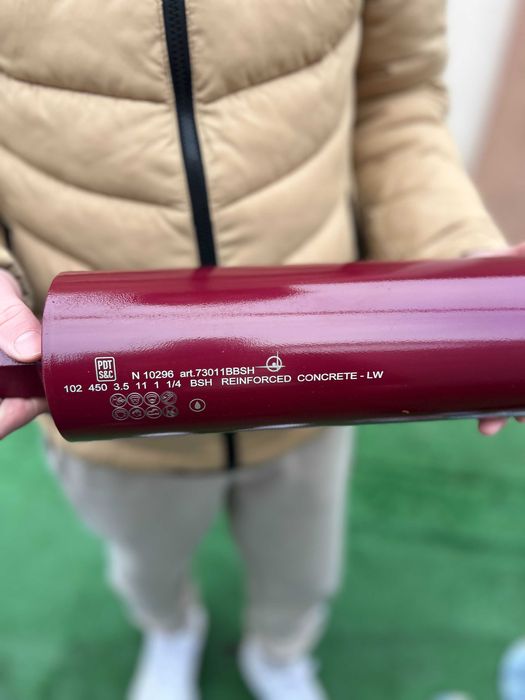 PDT
S&C
N 10296 art.73011BBSH
102 450 3.5 11 1 1/4 BSH REINFORCED CONCRETE - LW